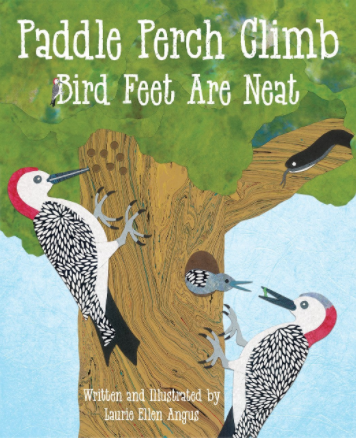 Paddle Perch Climb
Bird Feet Are Neat
Written and Illustrated by
Laurie Ellen Angus